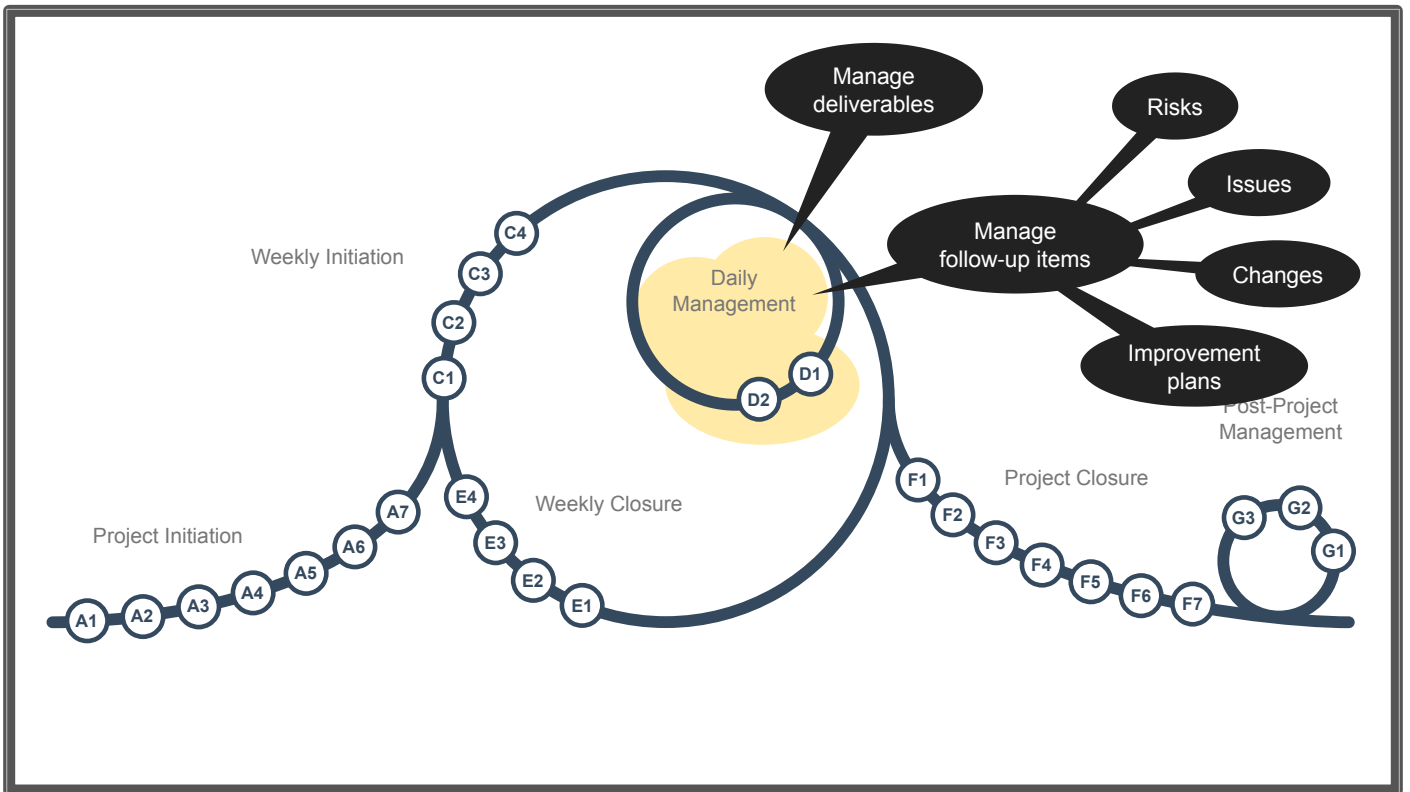 Manage
deliverables
Risks
Issues
Manage
follow-up items
Changes
Improvement
plans
Weekly Initiation
C4
C3
C2
C1
Daily
Management
D1
D2
Post-Project
Management
Project Closure
Weekly Closure
Project Initiation
A1
A2
A3
A4
A5
A6
A7
E4
E3
E2
E1
F1
F2
F3
F4
F5
F6
F7
G3
G2
G1